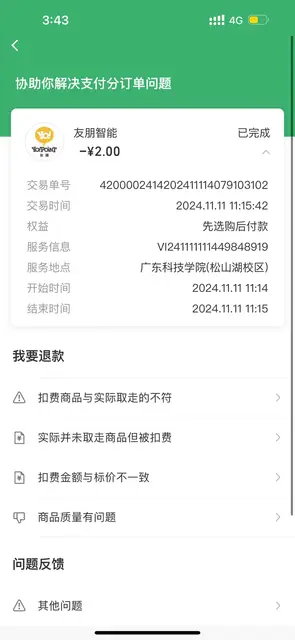 3:43
4G
协助你解决支付分订单问题
YOPOINT
友朋智能
已完成
-¥2.00
交易单号 4200002414202411114079103102
交易时间 2024.11.11 11:15:42
权益 先选购后付款
服务信息 VI2411111111449848919
服务地点 广东科技学院(松山湖校区)
开始时间 2024.11.11 11:14
结束时间 2024.11.11 11:15
我要退款
扣费商品与实际取走的不符
实际并未取走商品但被扣费
扣费金额与标价不一致
商品质量有问题
问题反馈
其他问题